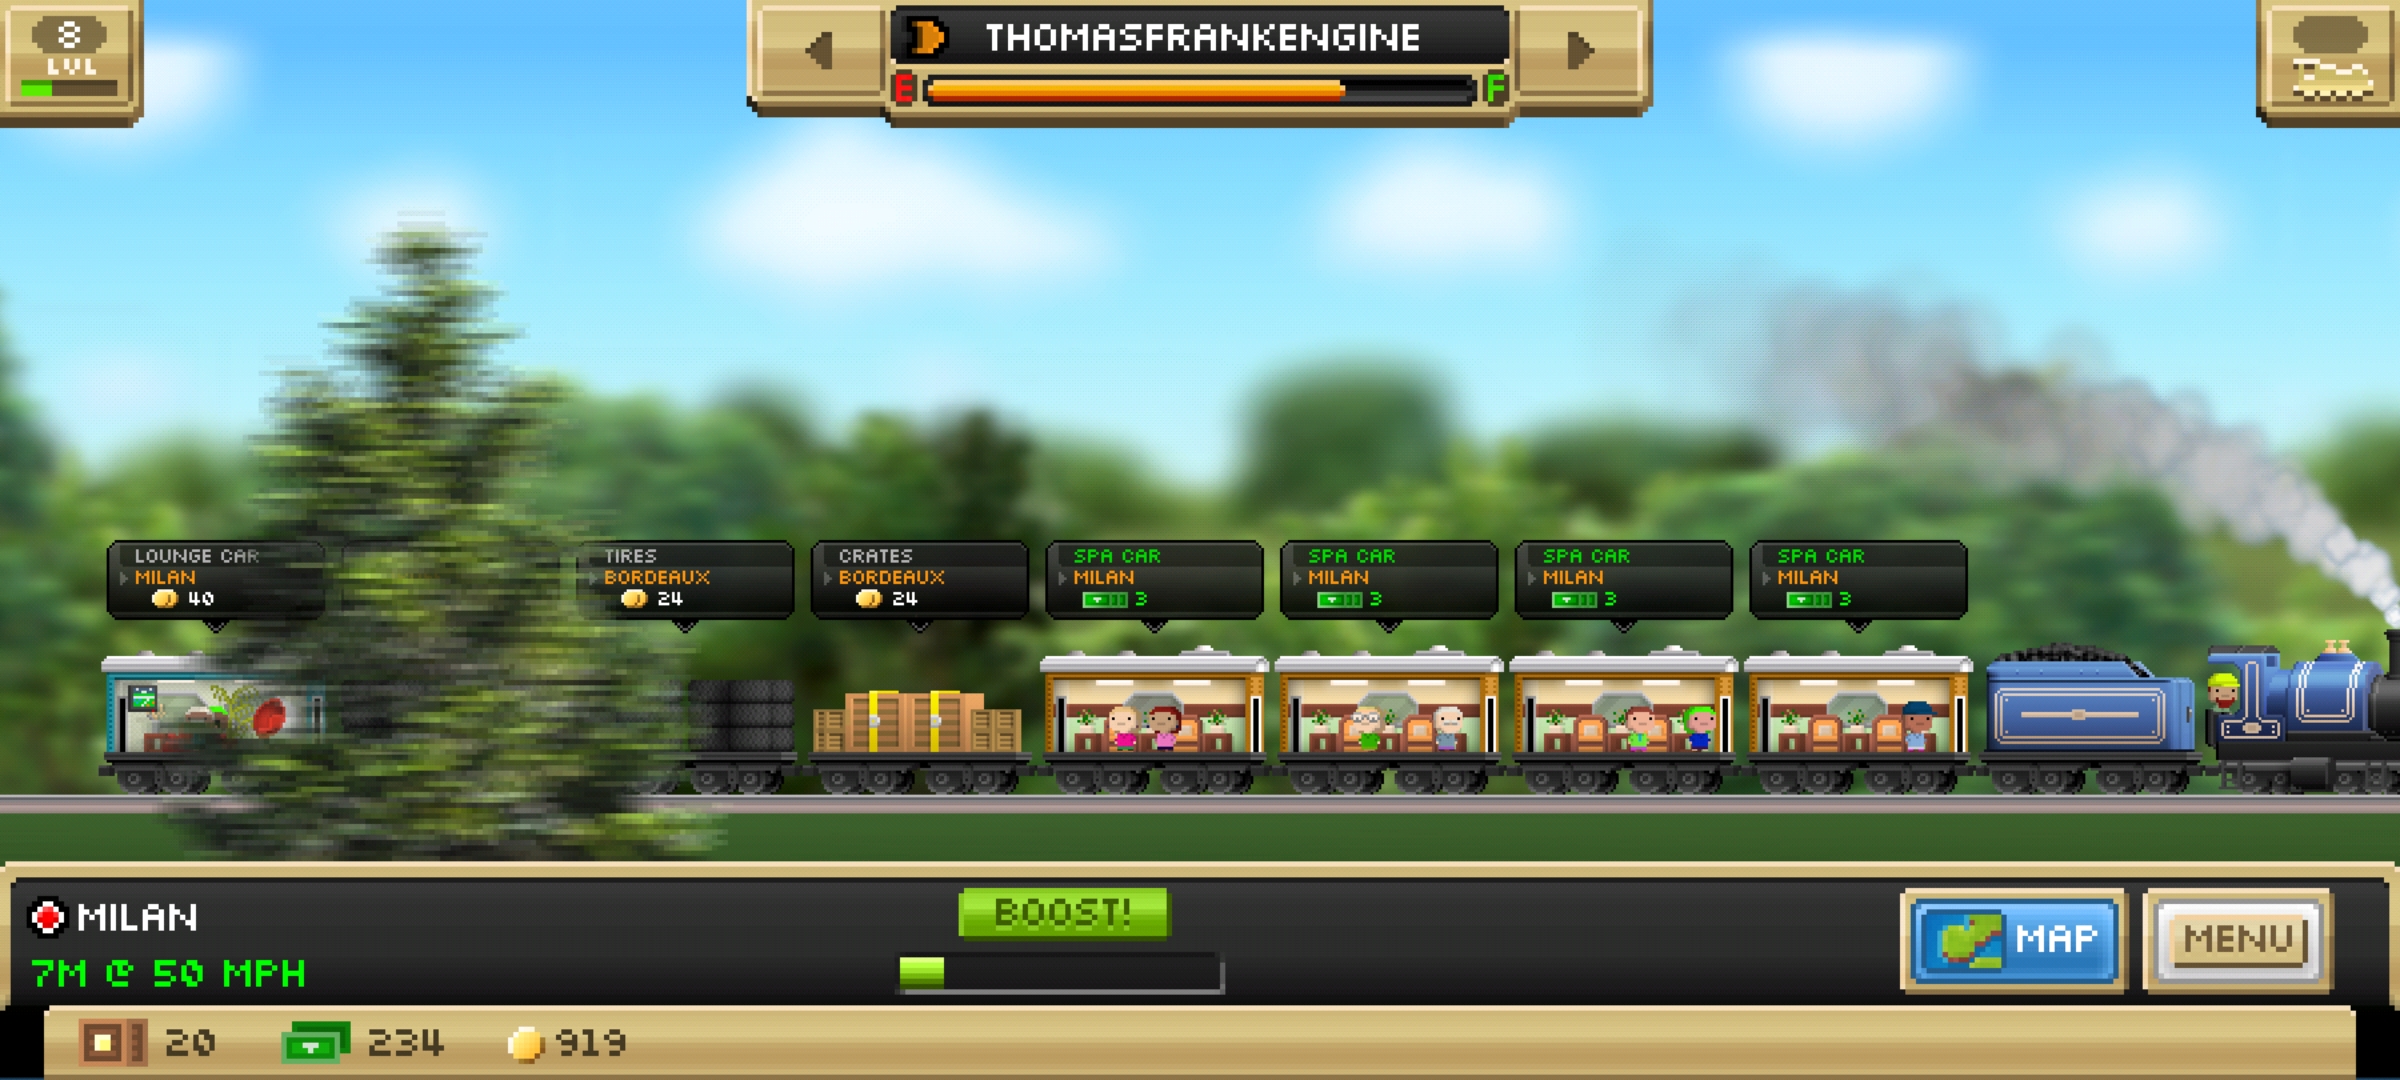 8
LVL
THOMASFRANKENGINE
E F
LOUNGE CAR
MILAN
40
TIRES
BORDEAUX
24
CRATES
BORDEAUX
24
SPA CAR
MILAN
3
SPA CAR
MILAN
3
SPA CAR
MILAN
3
SPA CAR
MILAN
3
MILAN
7M @ 50 MPH
BOOST!
MAP
MENU
20
234
919